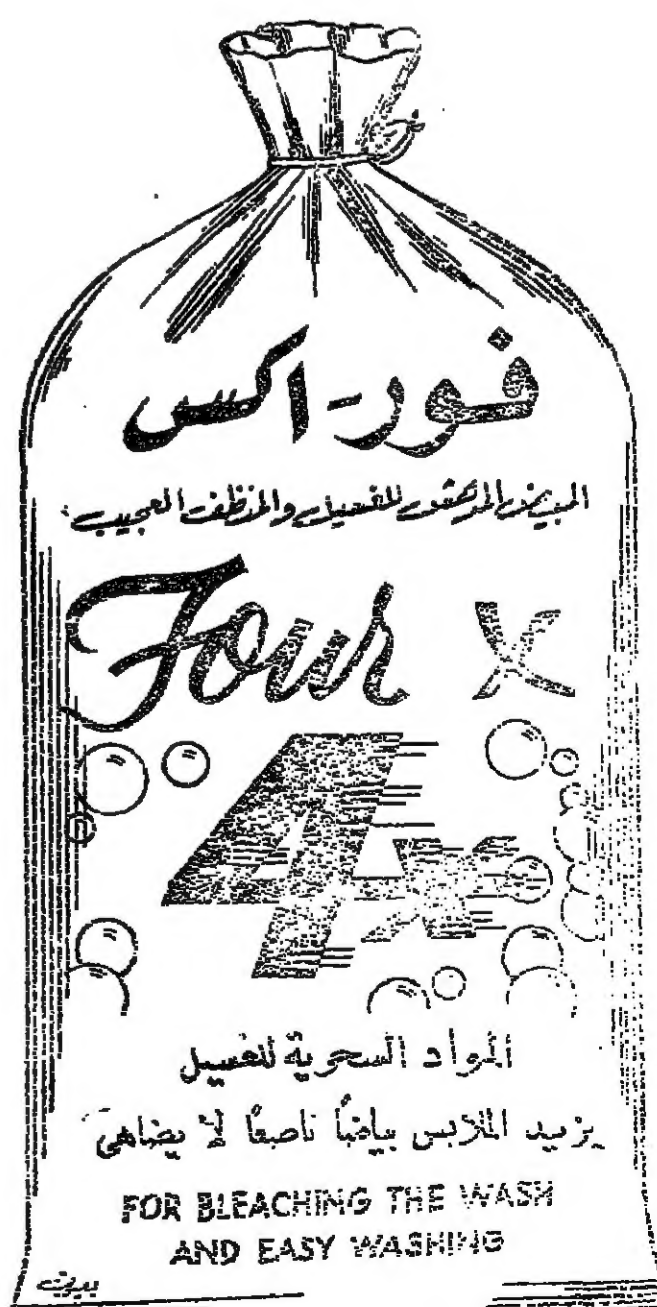 فور-اكس
المبيض المدهش للغسيل والمنظف العجيب.
Four X
4x
المواد السحرية للغسيل
يزيد الملابس بياضاً ناصعاً لا يضاهى
FOR BLEACHING THE WASH
AND EASY WASHING